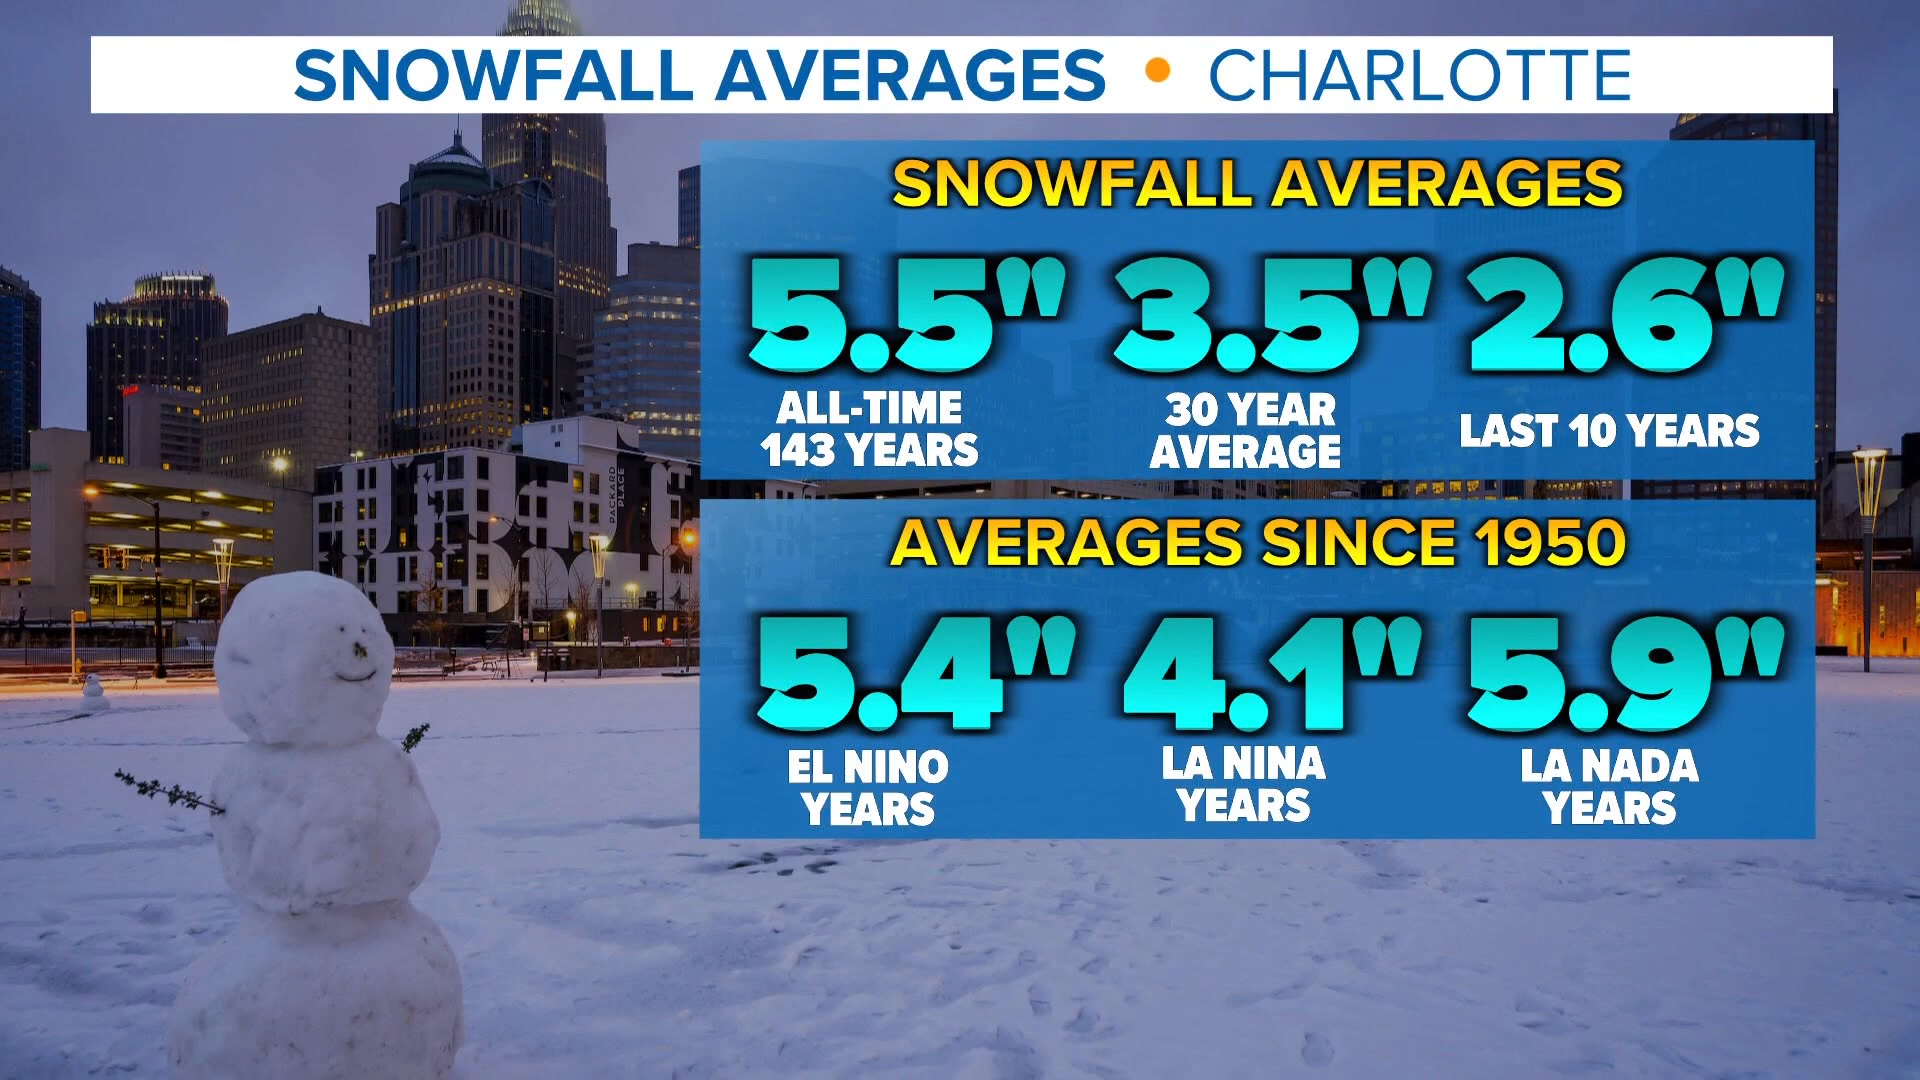 SNOWFALL AVERAGES • CHARLOTTE
SNOWFALL AVERAGES
5.5" 3.5" 2.6"
ALL-TIME
143 YEARS
30 YEAR
AVERAGE
LAST 10 YEARS
AVERAGES SINCE 1950
5.4" 4.1" 5.9"
EL NINO
YEARS
LA NINA
YEARS
LA NADA
YEARS
PACKARD
PLACE